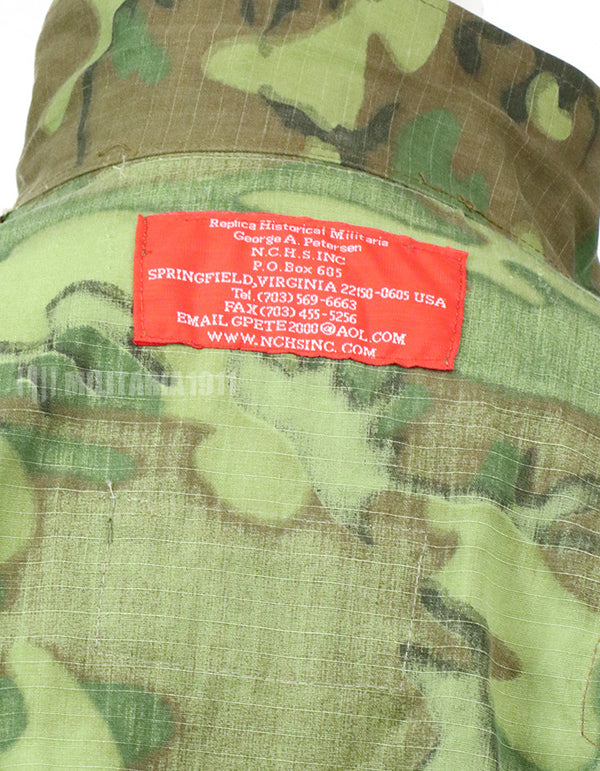 Replica Historical Militaria
George A. Petersen
N.C.H.S.INC
P.O.Box 605
SPRINGFIELD,VIRGINIA 22150-0605 USA
Tel.(703) 569-6663
FAX(703) 455-5256
EMAIL GPETE2000@AOL.COM
WWW.NCHSINC.COM
MILITARIA1911